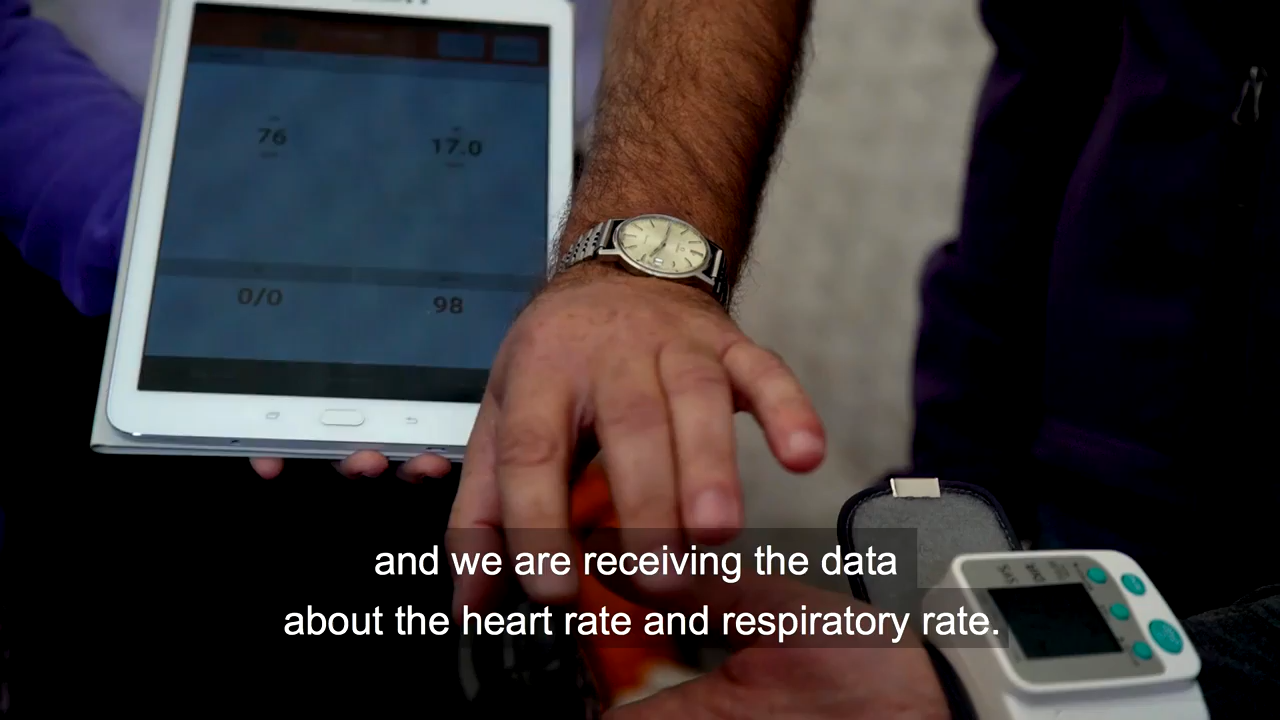 76
17.0
0/0
98
and we are receiving the data
about the heart rate and respiratory rate.